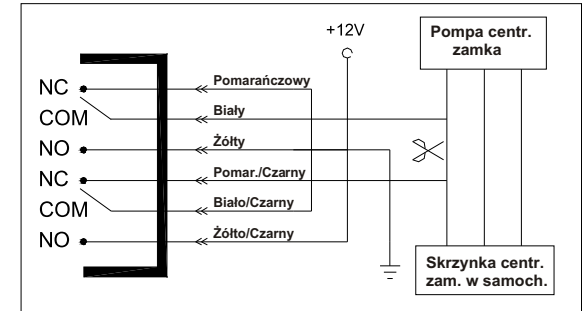 +12V
Pompa centr.
zamka
NC
Pomarańczowy
COM
Biały
NO
Żółty
NC
Pomar./Czarny
COM
Biało/Czarny
NO
Żółto/Czarny
Skrzynka centr.
zam. w samoch.